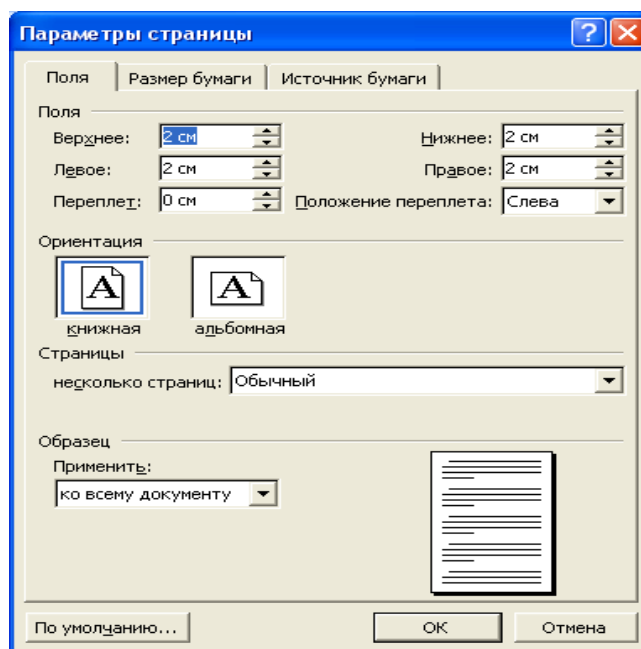 Параметры страницы
Поля Размер бумаги Источник бумаги
Поля
Верхнее: 2 см Нижнее: 2 см
Левое: 2 см Правое: 2 см
Переплет: 0 см Положение переплета: Слева
Ориентация
A A
книжная альбомная
Страницы
несколько страниц: Обычный
Образец
Применить:
ко всему документу
По умолчанию... ОК Отмена